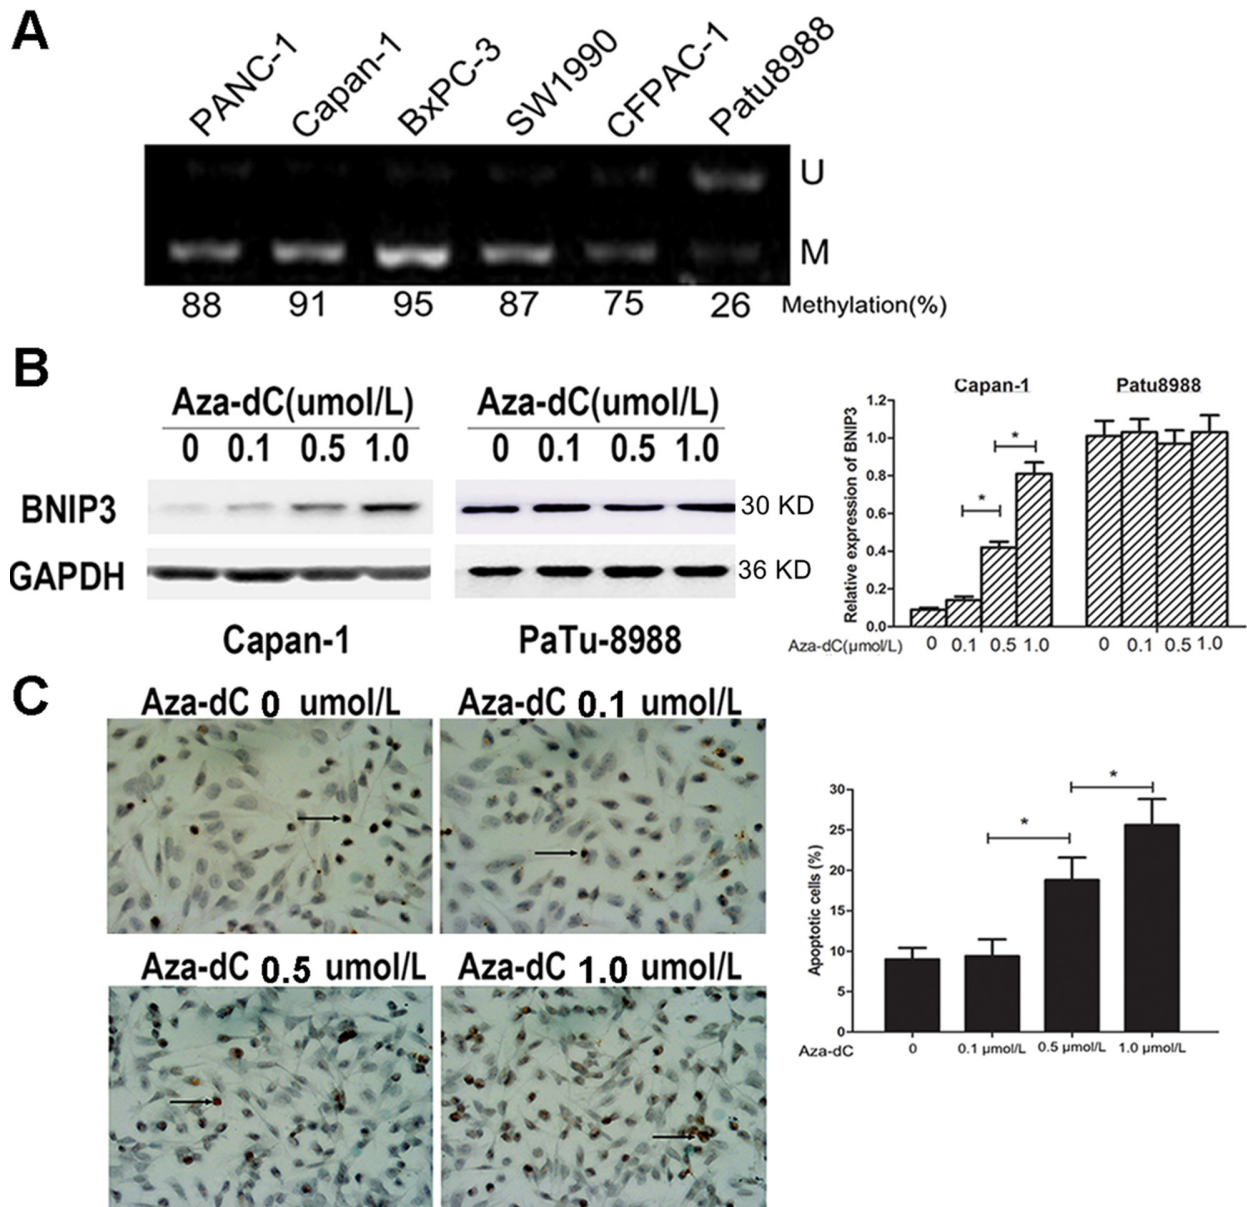 A
PANC-1 Capan-1 BxPC-3 SW1990 CFPAC-1 Patu8988
U
M
88 91 95 87 75 26 Methylation(%)
B
Aza-dC(umol/L) Aza-dC(umol/L)
0 0.1 0.5 1.0 0 0.1 0.5 1.0
BNIP3 30 KD
GAPDH 36 KD
Capan-1 PaTu-8988
Capan-1 Patu8988
Relative expression of BNIP3
1.2
1.0
0.8
0.6
0.4
0.2
0.0
* *
Aza-dC(μmol/L) 0 0.1 0.5 1.0 0 0.1 0.5 1.0
C
Aza-dC 0 umol/L Aza-dC 0.1 umol/L
Aza-dC 0.5 umol/L Aza-dC 1.0 umol/L
Apoptotic cells (%)
30
25
20
15
10
5
0
* *
Aza-dC 0 0.1 μmol/L 0.5 μmol/L 1.0 μmol/L